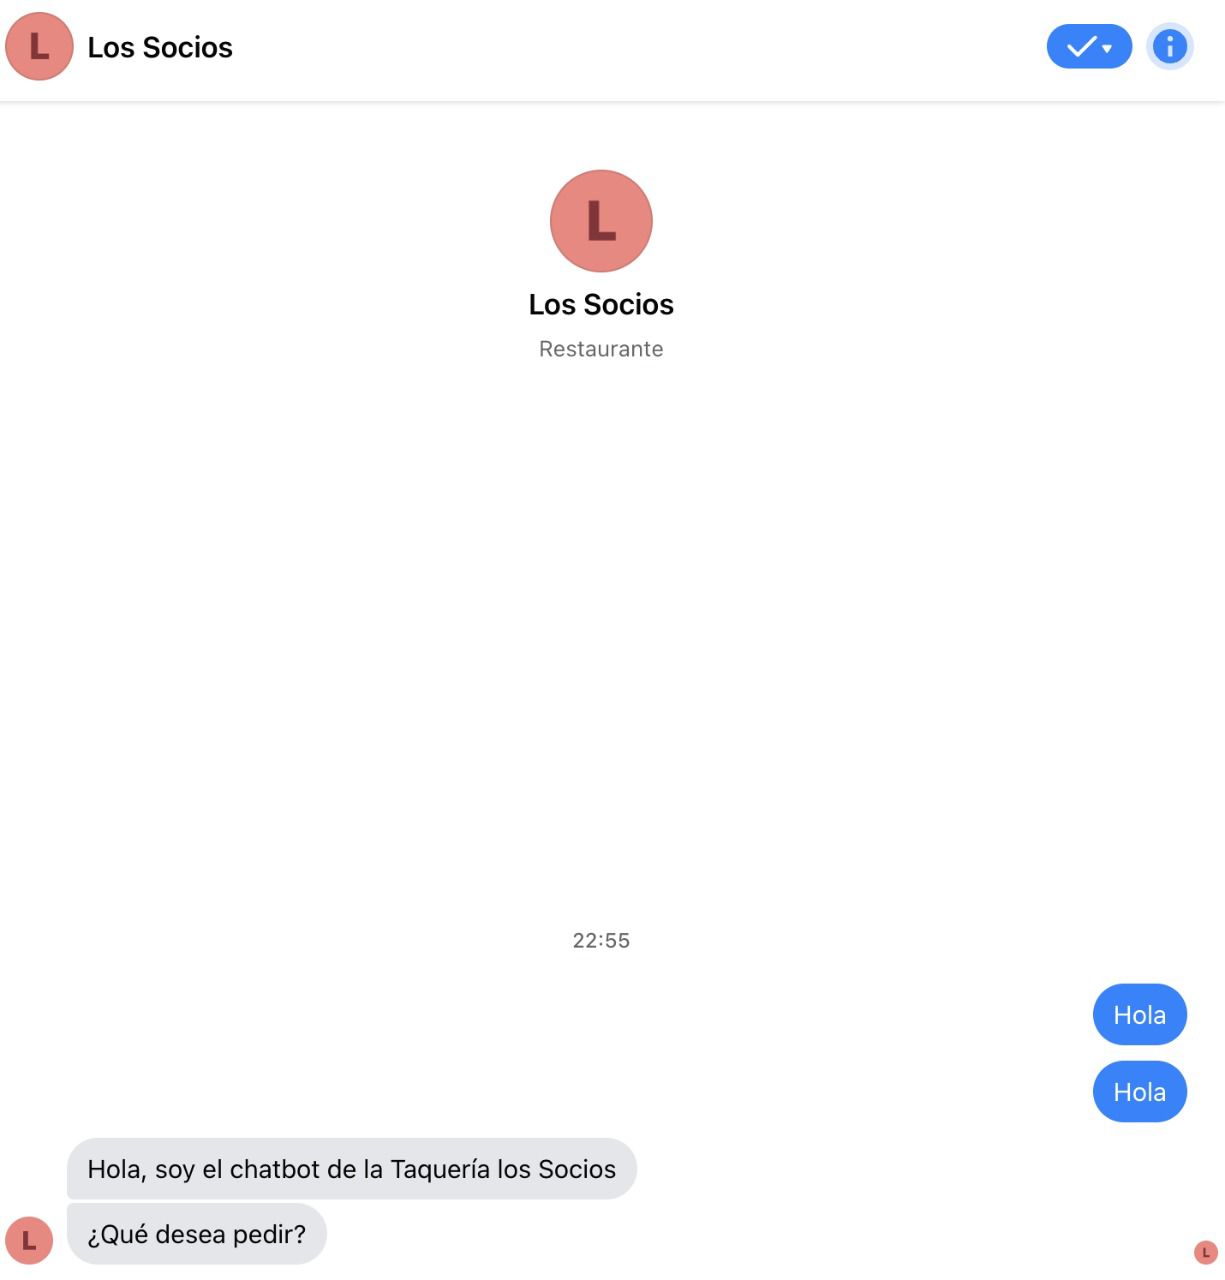 L
Los Socios
L
Los Socios
Restaurante
22:55
Hola
Hola
Hola, soy el chatbot de la Taquería los Socios
¿Qué desea pedir?
L
L